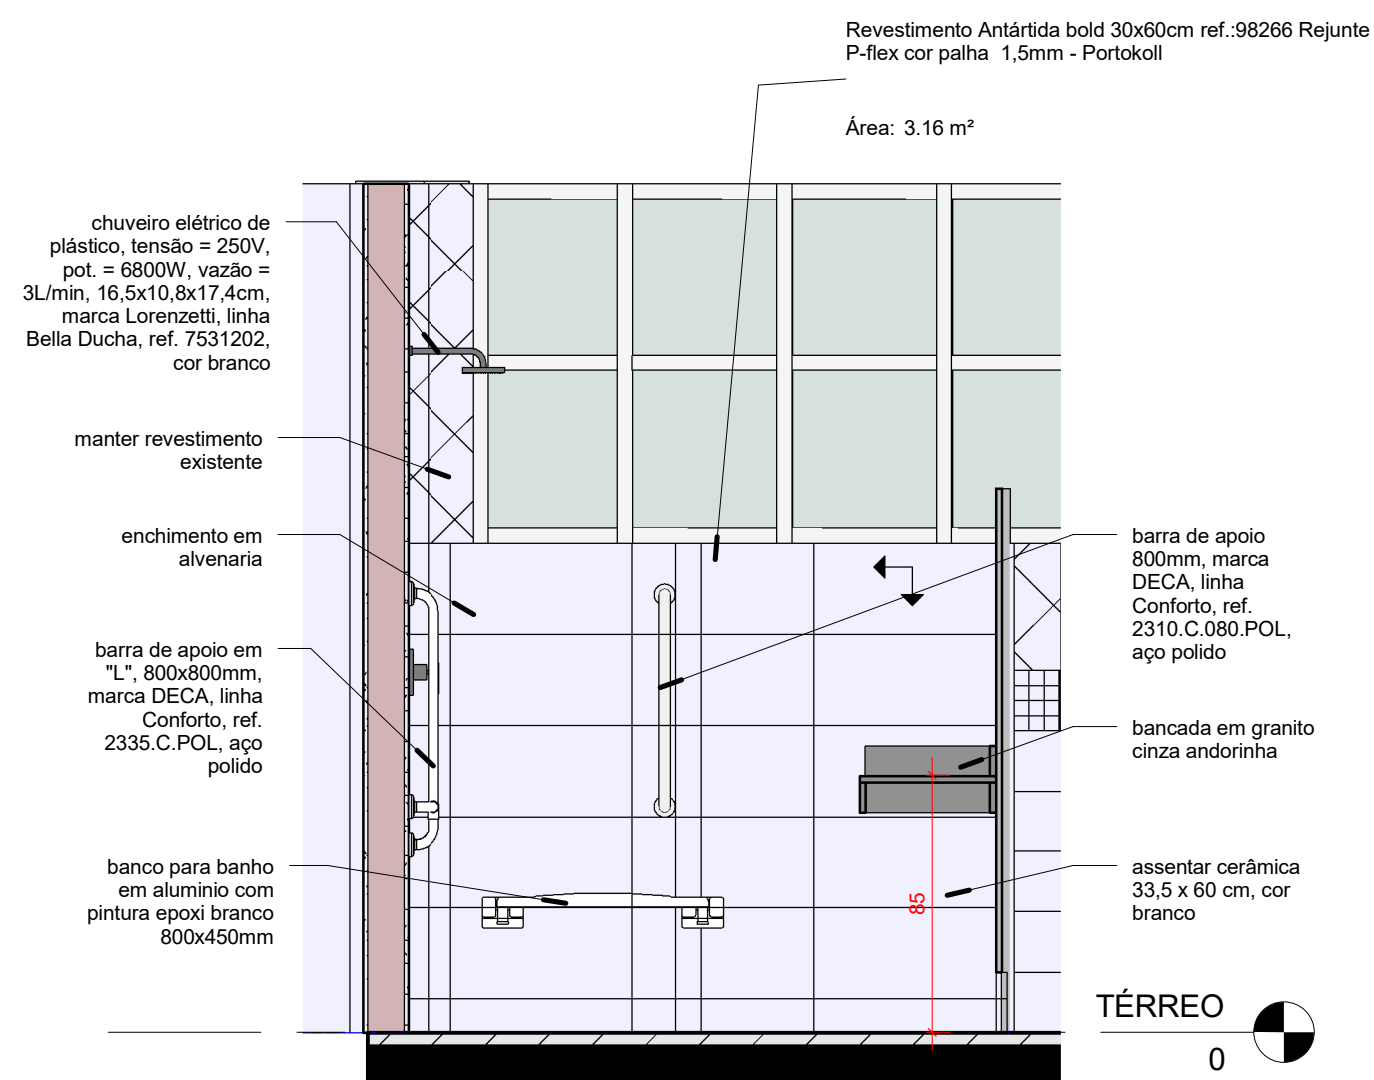 Revestimento Antártida bold 30x60cm ref.:98266 Rejunte
P-flex cor palha  1,5mm - Portokoll
Área:  3.16 m²
chuveiro elétrico de
plástico, tensão = 250V,
pot. = 6800W, vazão =
3L/min, 16,5x10,8x17,4cm,
marca Lorenzetti, linha
Bella Ducha, ref. 7531202,
cor branco
manter revestimento
existente
enchimento em
alvenaria
barra de apoio em
"L", 800x800mm,
marca DECA, linha
Conforto, ref.
2335.C.POL, aço
polido
banco para banho
em aluminio com
pintura epoxi branco
800x450mm
barra de apoio
800mm, marca
DECA, linha
Conforto, ref.
2310.C.080.POL,
aço polido
bancada em granito
cinza andorinha
assentar cerâmica
33,5 x 60 cm, cor
branco
85
TÉRREO
0